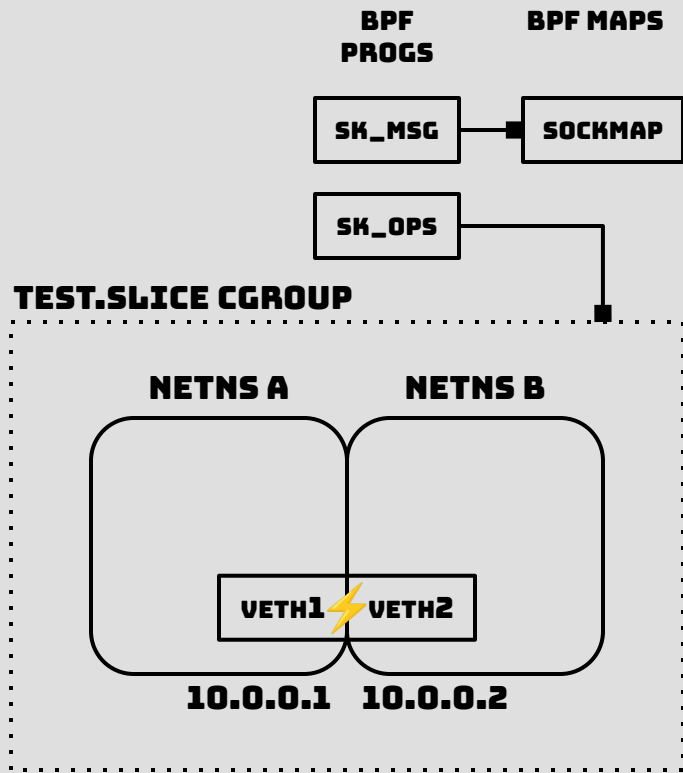 BPF
PROGS
BPF MAPS
SK_MSG
SOCKMAP
SK_OPS
TEST.SLICE CGROUP
NETNS A
NETNS B
VETH1
VETH2
10.0.0.1
10.0.0.2